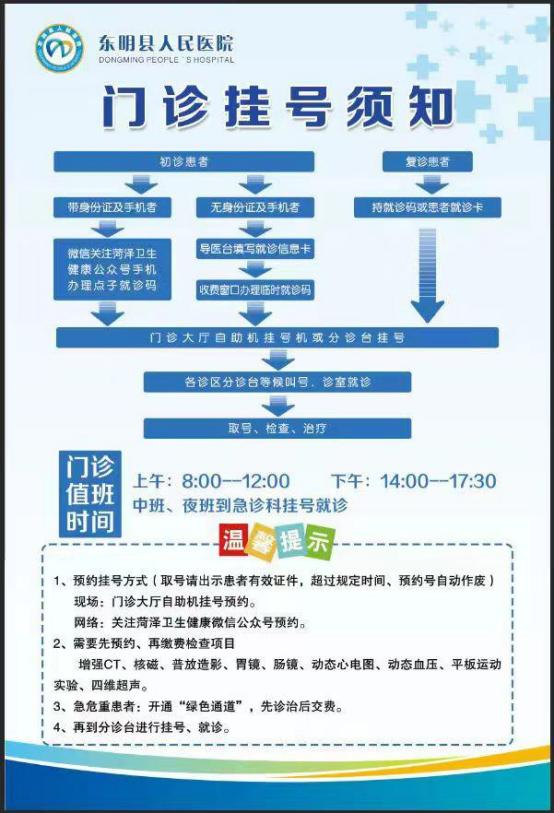 东明县人民医院
DONGMING PEOPLE`S HOSPITAL
门诊挂号须知
初诊患者
复诊患者
带身份证及手机者
无身份证及手机者
持就诊码或患者就诊卡
微信关注菏泽卫生
健康公众号手机
办理点子就诊码
导医台填写就诊信息卡
收费窗口办理临时就诊码
门诊大厅自助机挂号机或分诊台挂号
各诊区分诊台等候叫号、诊室就诊
取号、检查、治疗
门诊
值班
时间
上午：8:00--12:00 下午：14:00--17:30
中班、夜班到急诊科挂号就诊
温馨提示
1、预约挂号方式（取号请出示患者有效证件，超过规定时间、预约号自动作废）
现场：门诊大厅自助机挂号预约。
网络：关注菏泽卫生健康微信公众号预约。
2、需要先预约、再缴费检查项目
增强CT、核磁、普放造影、胃镜、肠镜、动态心电图、动态血压、平板运动
实验、四维超声。
3、急危重患者：开通“绿色通道”，先诊治后交费。
4、再到分诊台进行挂号、就诊。